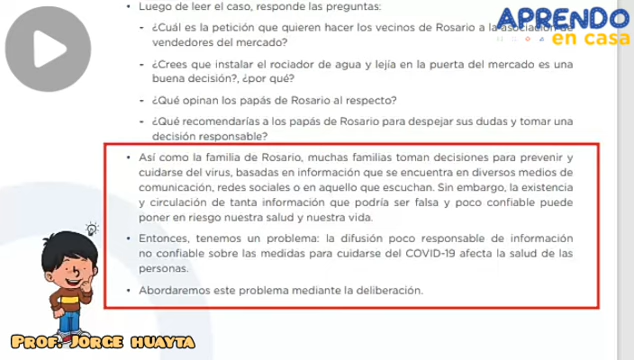 • Luego de leer el caso, responde las preguntas:
- ¿Cuál es la petición que quieren hacer los vecinos de Rosario a la asociación de
vendedores del mercado?
- ¿Crees que instalar el rociador de agua y lejía en la puerta del mercado es una
buena decisión?, ¿por qué?
- ¿Qué opinan los papás de Rosario al respecto?
- ¿Qué recomendarías a los papás de Rosario para despejar sus dudas y tomar una
decisión responsable?
• Así como la familia de Rosario, muchas familias toman decisiones para prevenir y
cuidarse del virus, basadas en información que se encuentra en diversos medios de
comunicación, redes sociales o en aquello que escuchan. Sin embargo, la existencia
y circulación de tanta información que podría ser falsa y poco confiable puede
poner en riesgo nuestra salud y nuestra vida.
• Entonces, tenemos un problema: la difusión poco responsable de información
no confiable sobre las medidas para cuidarse del COVID-19 afecta la salud de las
personas.
• Abordaremos este problema mediante la deliberación.
APRENDO
en casa
PROF. JORGE HUAYTA